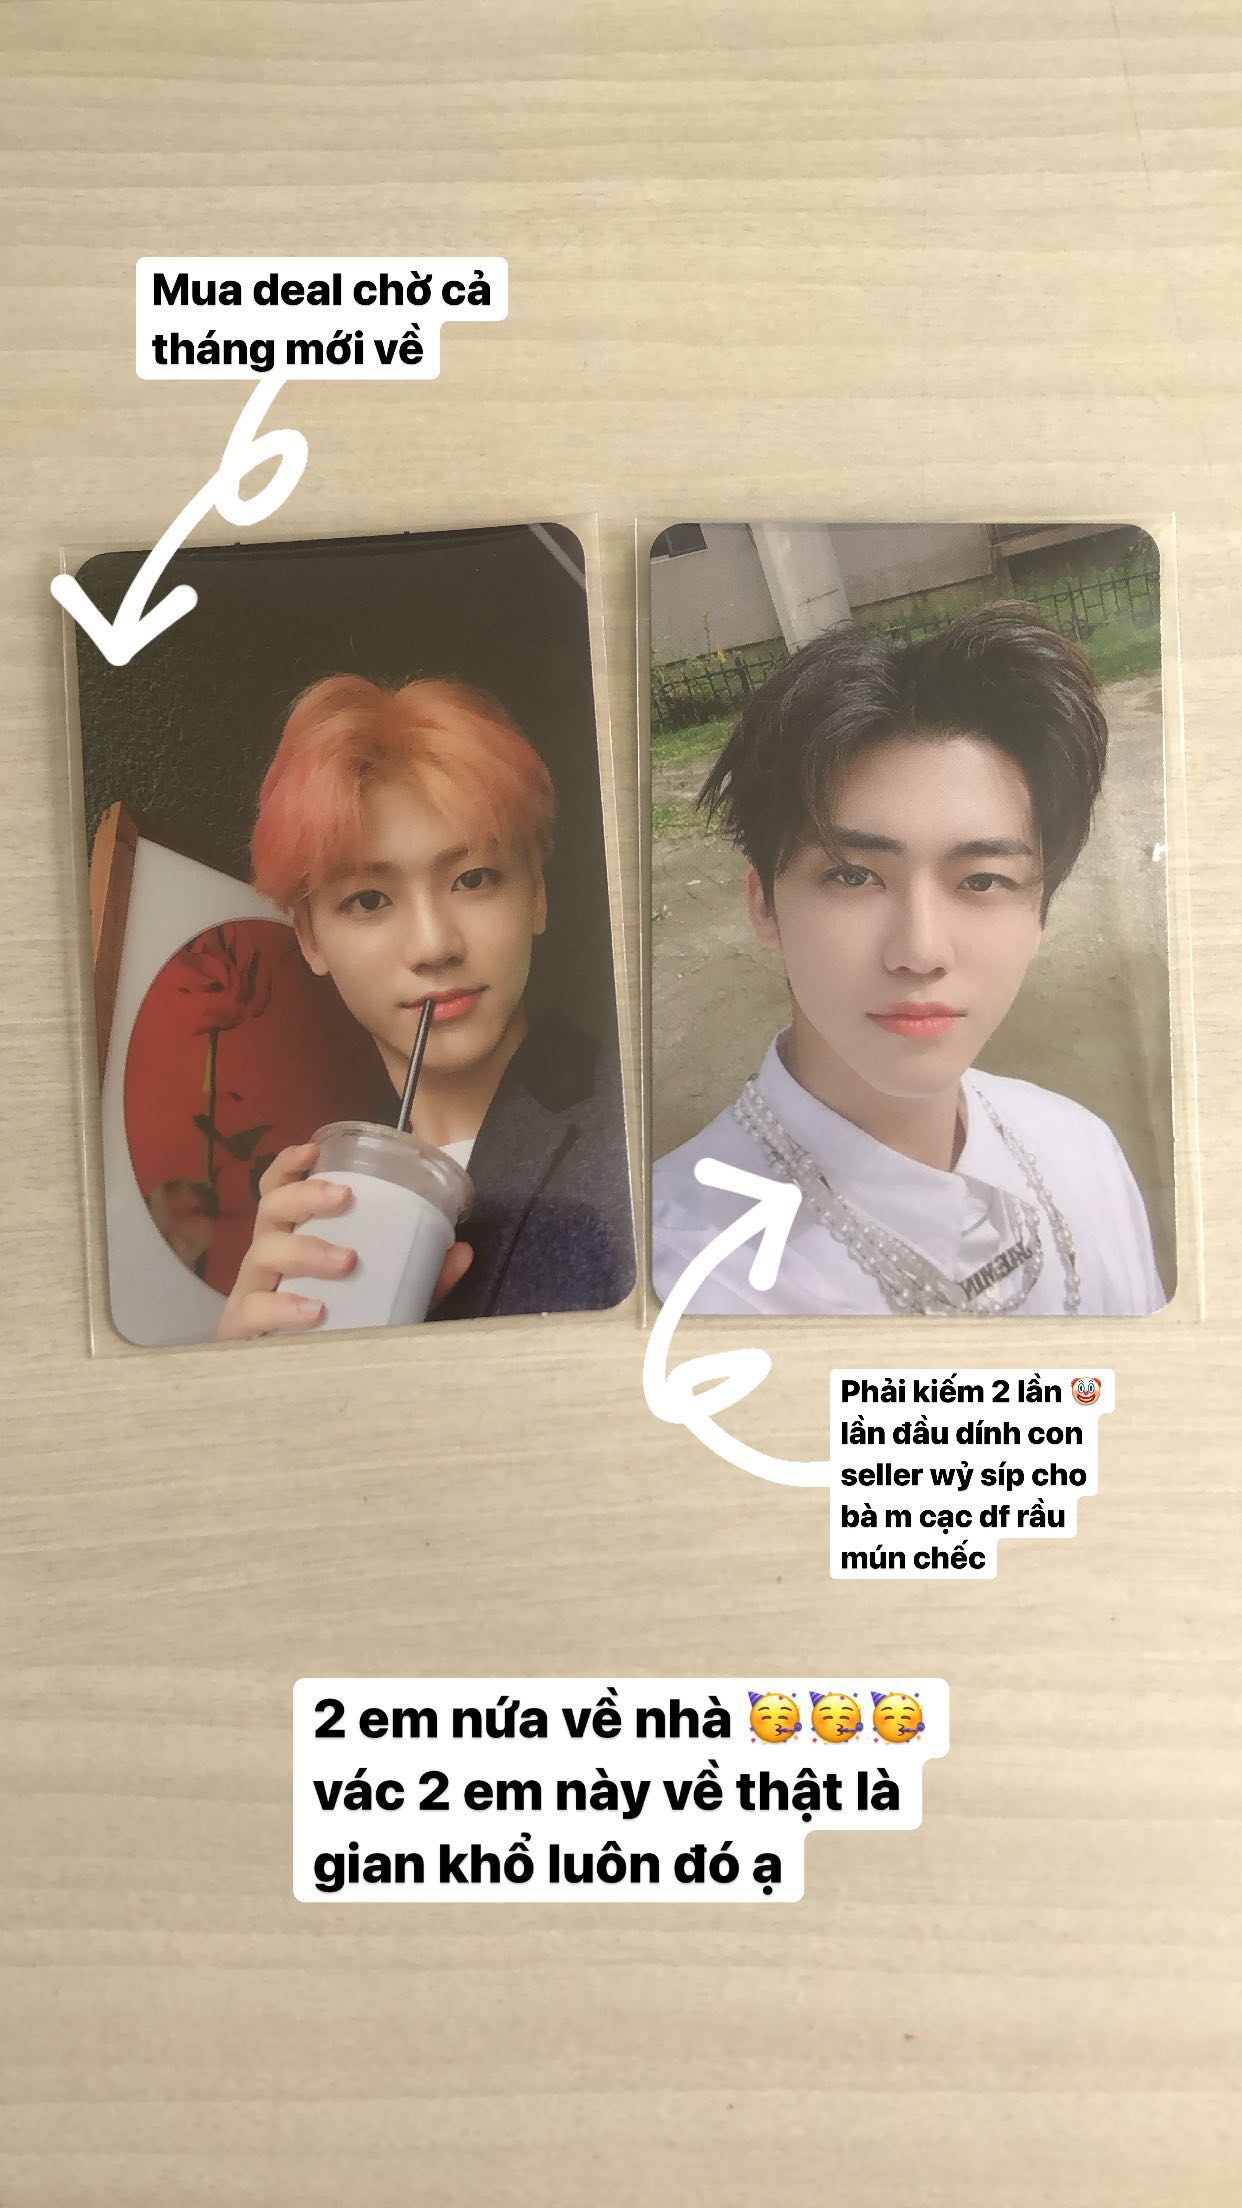 Mua deal chờ cả
tháng mới về
JAEMIN
Phải kiếm 2 lần 🤡
lần đầu dính con
seller wỷ síp cho
bà m cạc df rầu
mún chếc
2 em nứa về nhà 🥳🥳🥳
vác 2 em này về thật là
gian khổ luôn đó ạ